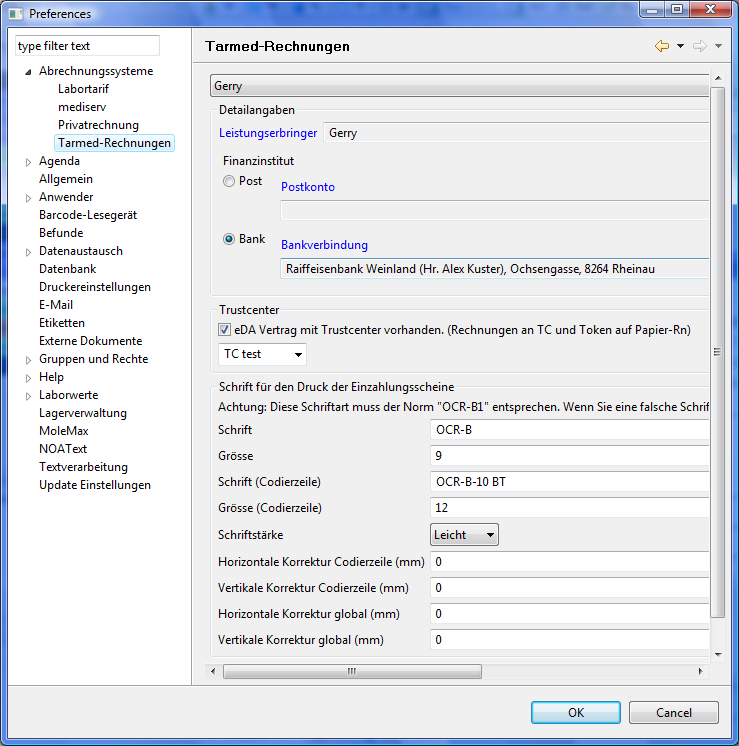 Preferences
type filter text
Abrechnungssysteme
Labortarif
mediserv
Privatrechnung
Tarmed-Rechnungen
Agenda
Allgemein
Anwender
Barcode-Lesegerät
Befunde
Datenaustausch
Datenbank
Druckereinstellungen
E-Mail
Etiketten
Externe Dokumente
Gruppen und Rechte
Help
Laborwerte
Lagerverwaltung
MoleMax
NOAText
Textverarbeitung
Update Einstellungen
Tarmed-Rechnungen
Gerry
Detailangaben
Leistungserbringer Gerry
Finanzinstitut
Post Postkonto
Bank Bankverbindung
Raiffeisenbank Weinland (Hr. Alex Kuster), Ochsengasse, 8264 Rheinau
Trustcenter
eDA Vertrag mit Trustcenter vorhanden. (Rechnungen an TC und Token auf Papier-Rn)
TC test
Schrift für den Druck der Einzahlungsscheine
Achtung: Diese Schriftart muss der Norm "OCR-B1" entsprechen. Wenn Sie eine falsche Schrif
Schrift OCR-B
Grösse 9
Schrift (Codierzeile) OCR-B-10 BT
Grösse (Codierzeile) 12
Schriftstärke Leicht
Horizontale Korrektur Codierzeile (mm) 0
Vertikale Korrektur Codierzeile (mm) 0
Horizontale Korrektur global (mm) 0
Vertikale Korrektur global (mm) 0
OK Cancel